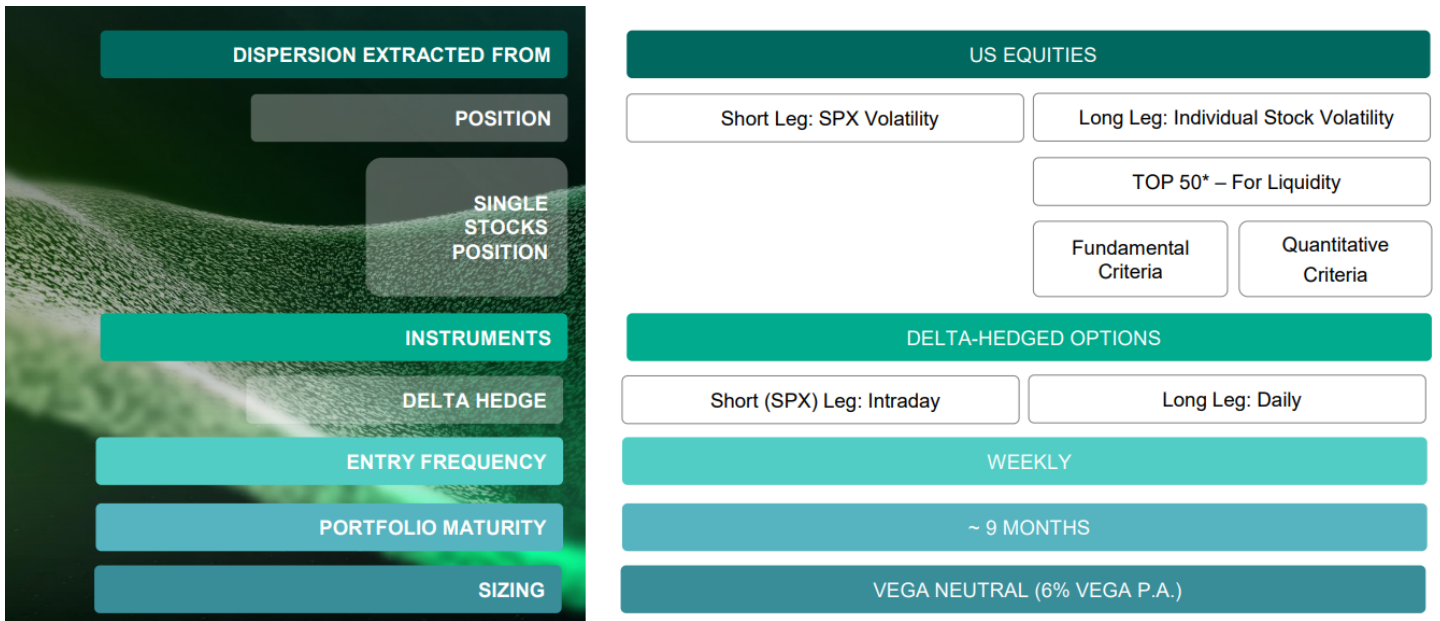 DISPERSION EXTRACTED FROM
US EQUITIES
POSITION
Short Leg: SPX Volatility
Long Leg: Individual Stock Volatility
SINGLE
STOCKS
POSITION
TOP 50* – For Liquidity
Fundamental
Criteria
Quantitative
Criteria
INSTRUMENTS
DELTA-HEDGED OPTIONS
DELTA HEDGE
Short (SPX) Leg: Intraday
Long Leg: Daily
ENTRY FREQUENCY
WEEKLY
PORTFOLIO MATURITY
~ 9 MONTHS
SIZING
VEGA NEUTRAL (6% VEGA P.A.)